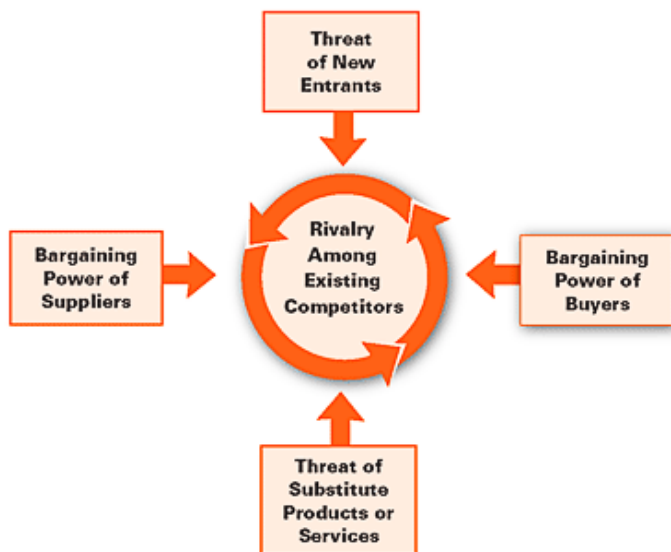 Threat
of New
Entrants
Bargaining
Power of
Suppliers
Rivalry
Among
Existing
Competitors
Bargaining
Power of
Buyers
Threat of
Substitute
Products or
Services